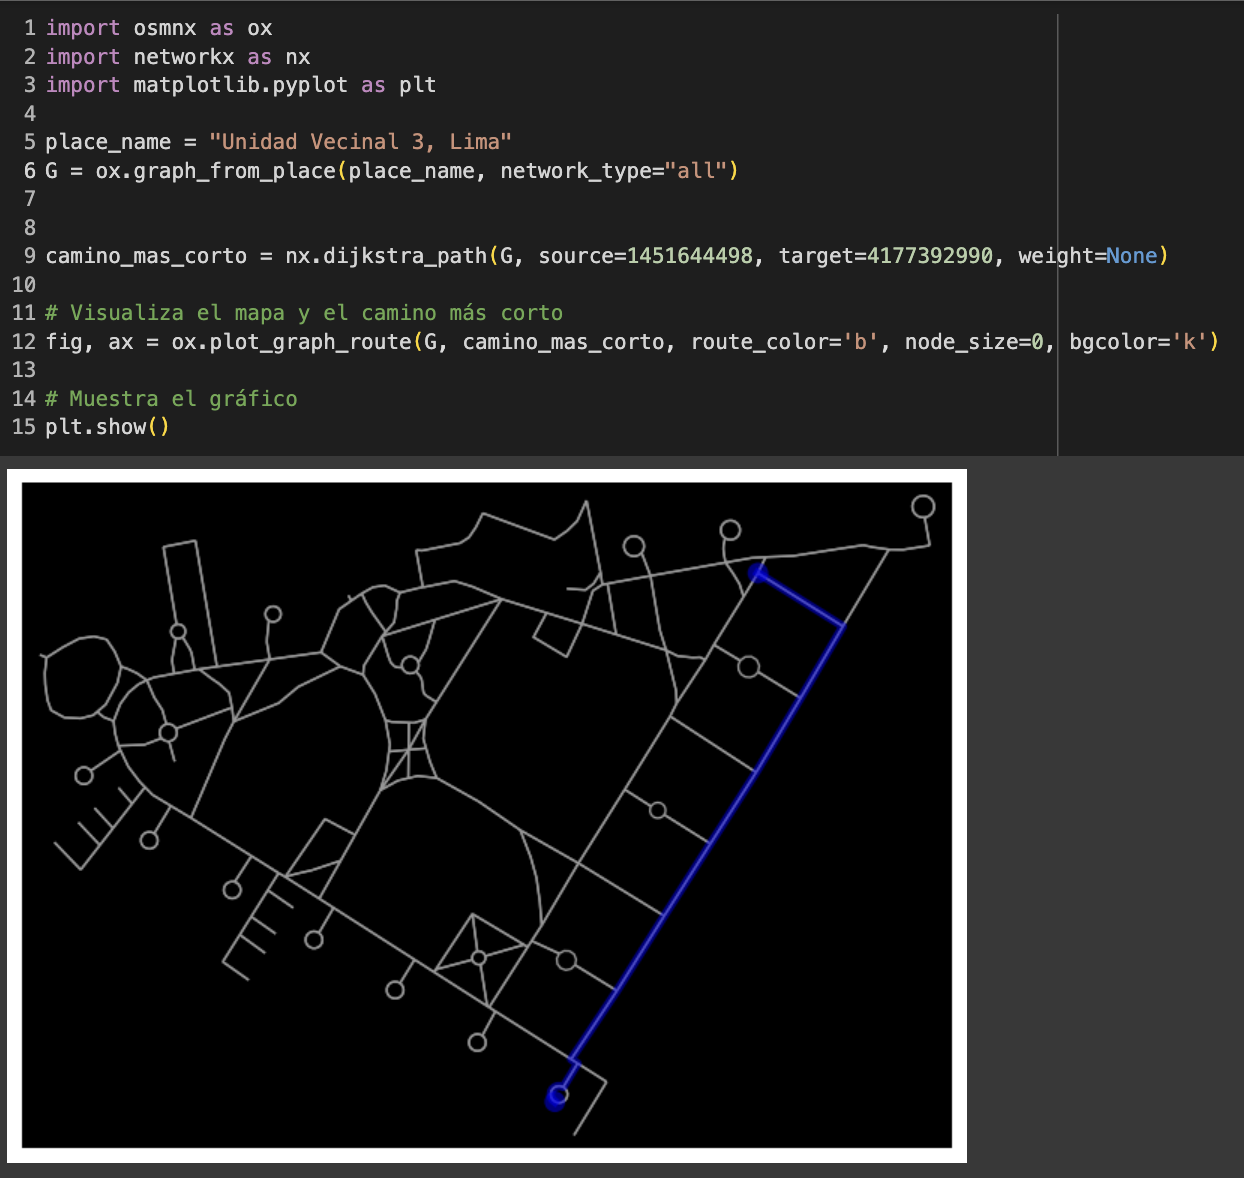 1 import osmnx as ox
2 import networkx as nx
3 import matplotlib.pyplot as plt
4
5 place_name = "Unidad Vecinal 3, Lima"
6 G = ox.graph_from_place(place_name, network_type="all")
7
8
9 camino_mas_corto = nx.dijkstra_path(G, source=1451644498, target=4177392990, weight=None)
10
11 # Visualiza el mapa y el camino más corto
12 fig, ax = ox.plot_graph_route(G, camino_mas_corto, route_color='b', node_size=0, bgcolor='k')
13
14 # Muestra el gráfico
15 plt.show()